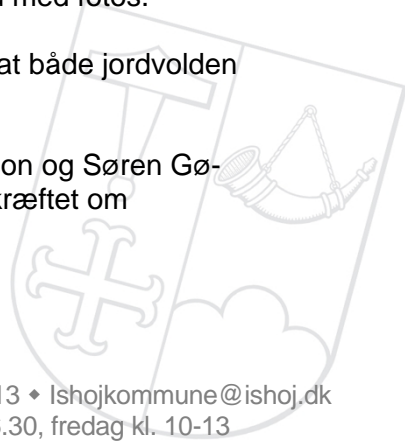 med fotos.
at både jordvolden
on og Søren Gø-
kræftet om
13 ◆ Ishojkommune@ishoj.dk
6.30, fredag kl. 10-13